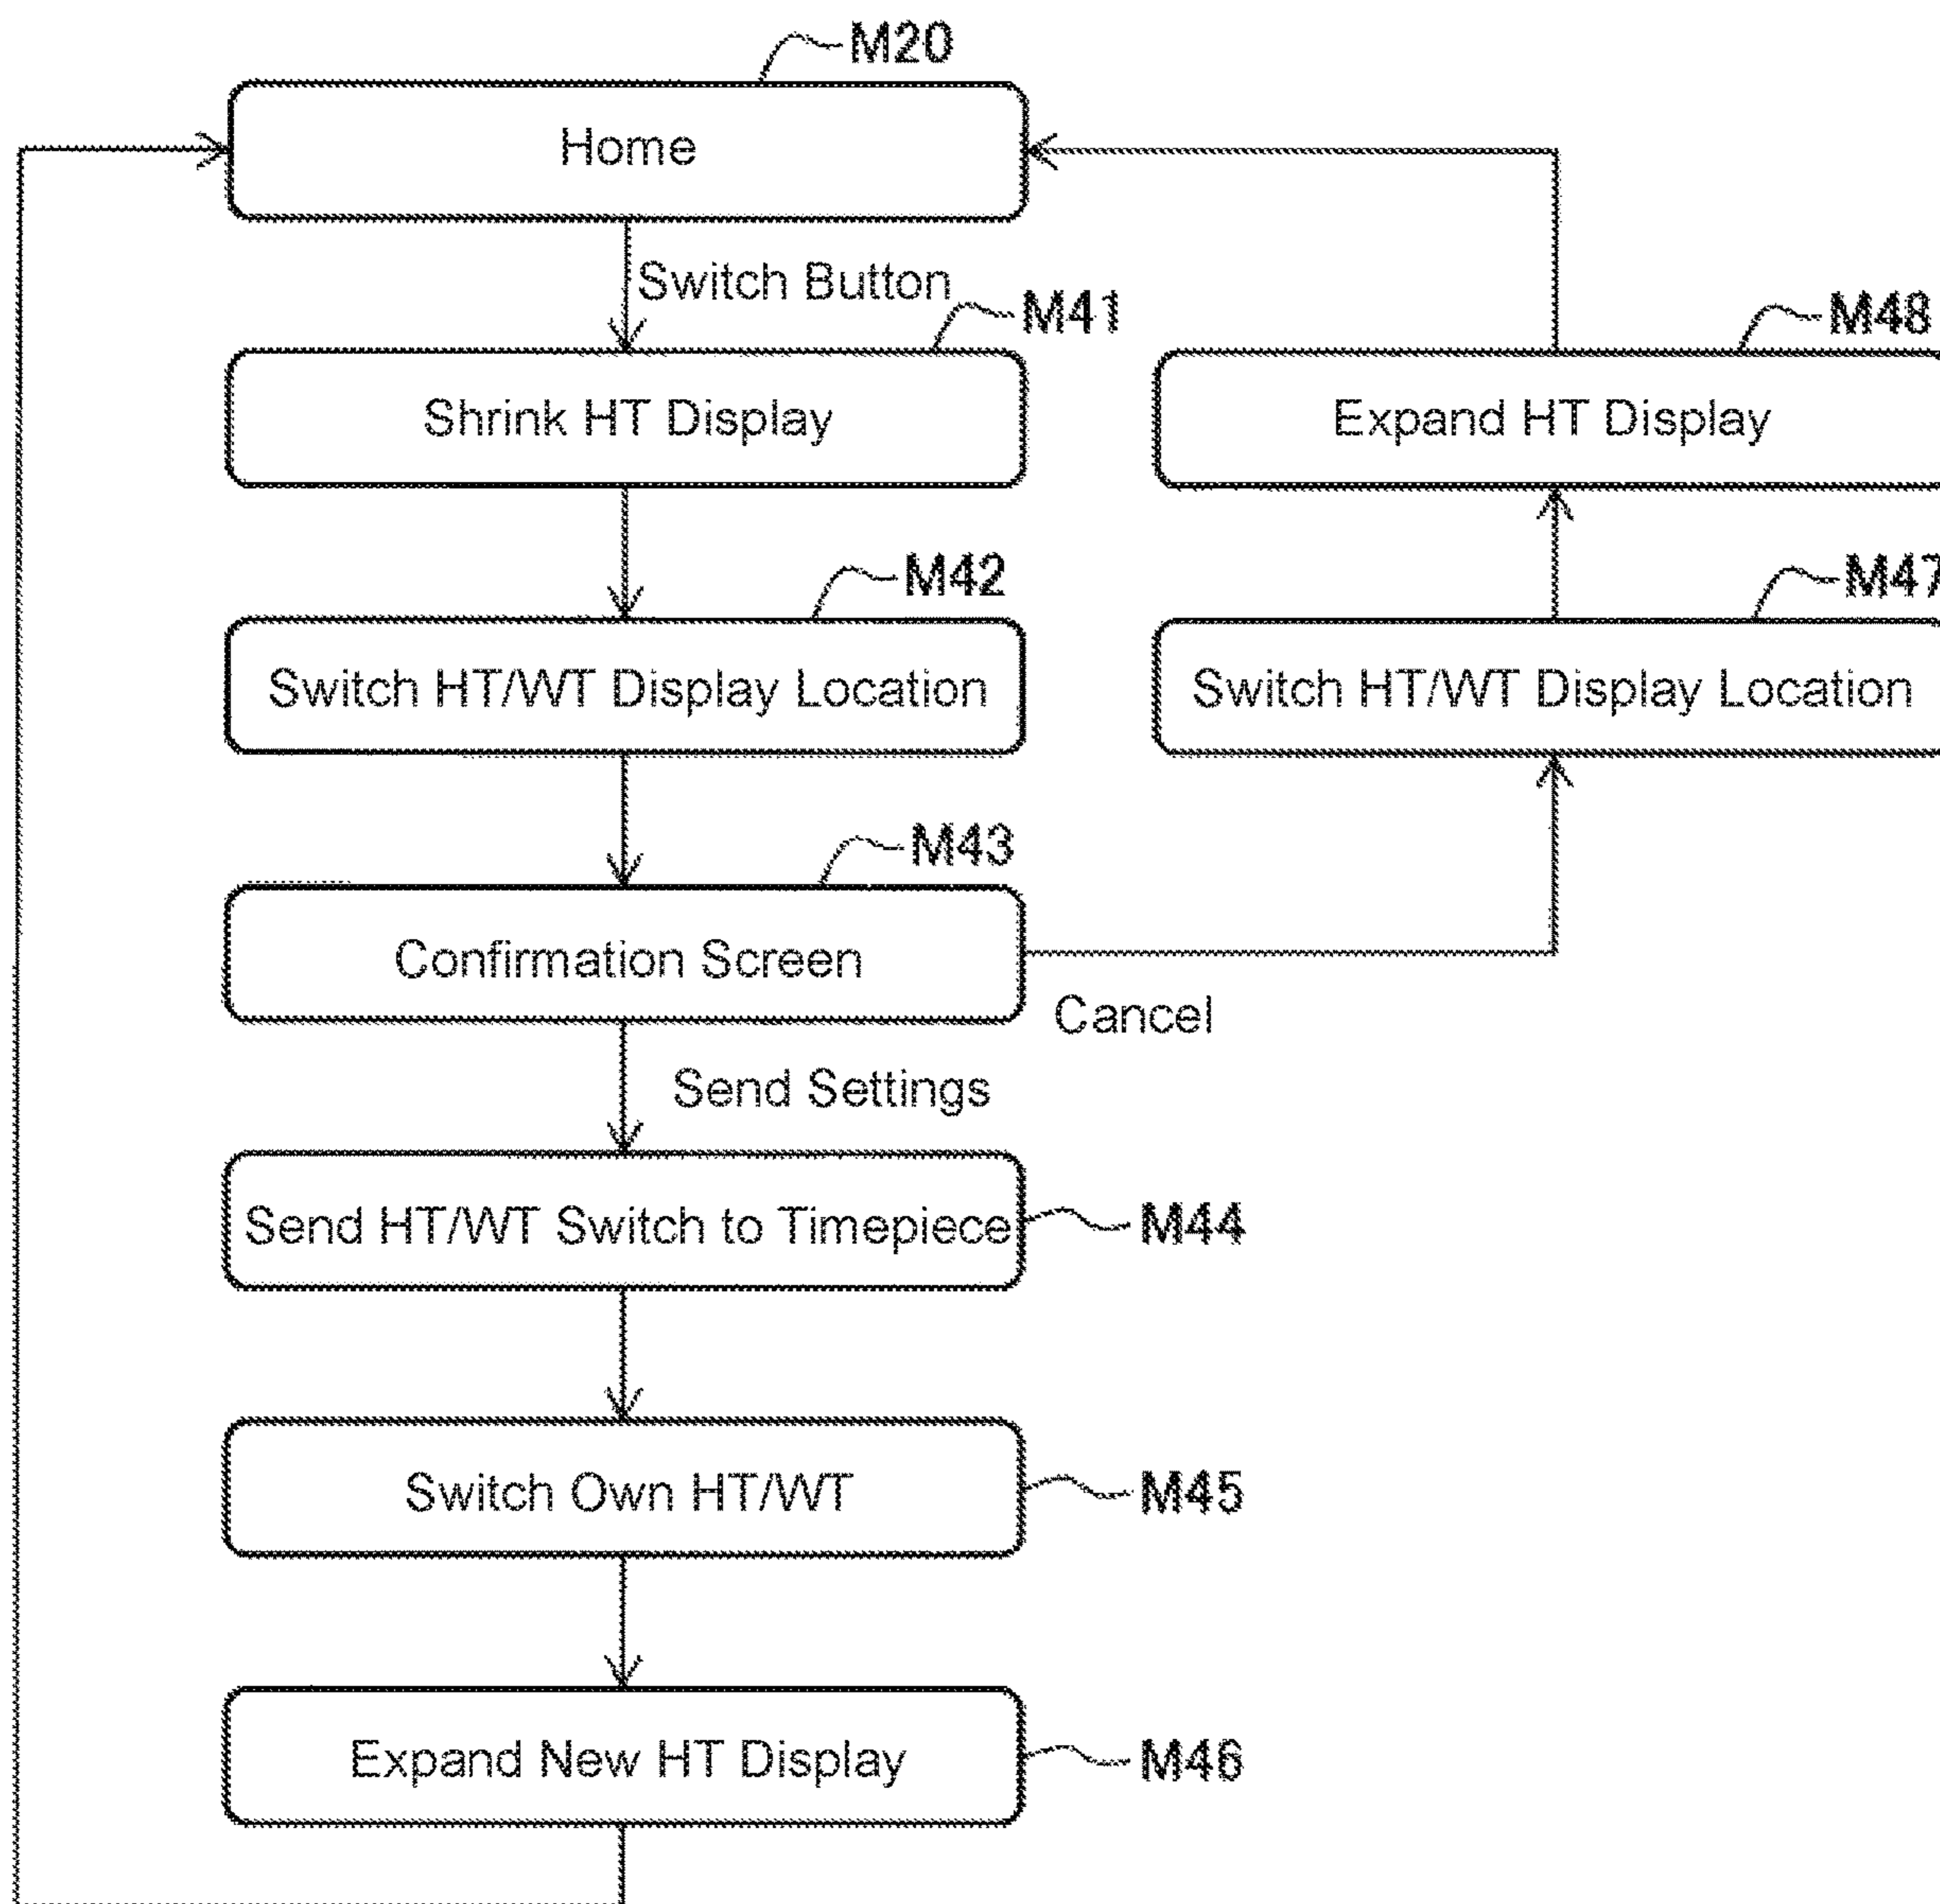 M20
Home
Switch Button
M41
M48
Shrink HT Display
Expand HT Display
M42
M47
Switch HT/WT Display Location
Switch HT/WT Display Location
M43
Confirmation Screen
Cancel
Send Settings
Send HT/WT Switch to Timepiece
M44
Switch Own HT/WT
M45
Expand New HT Display
M46